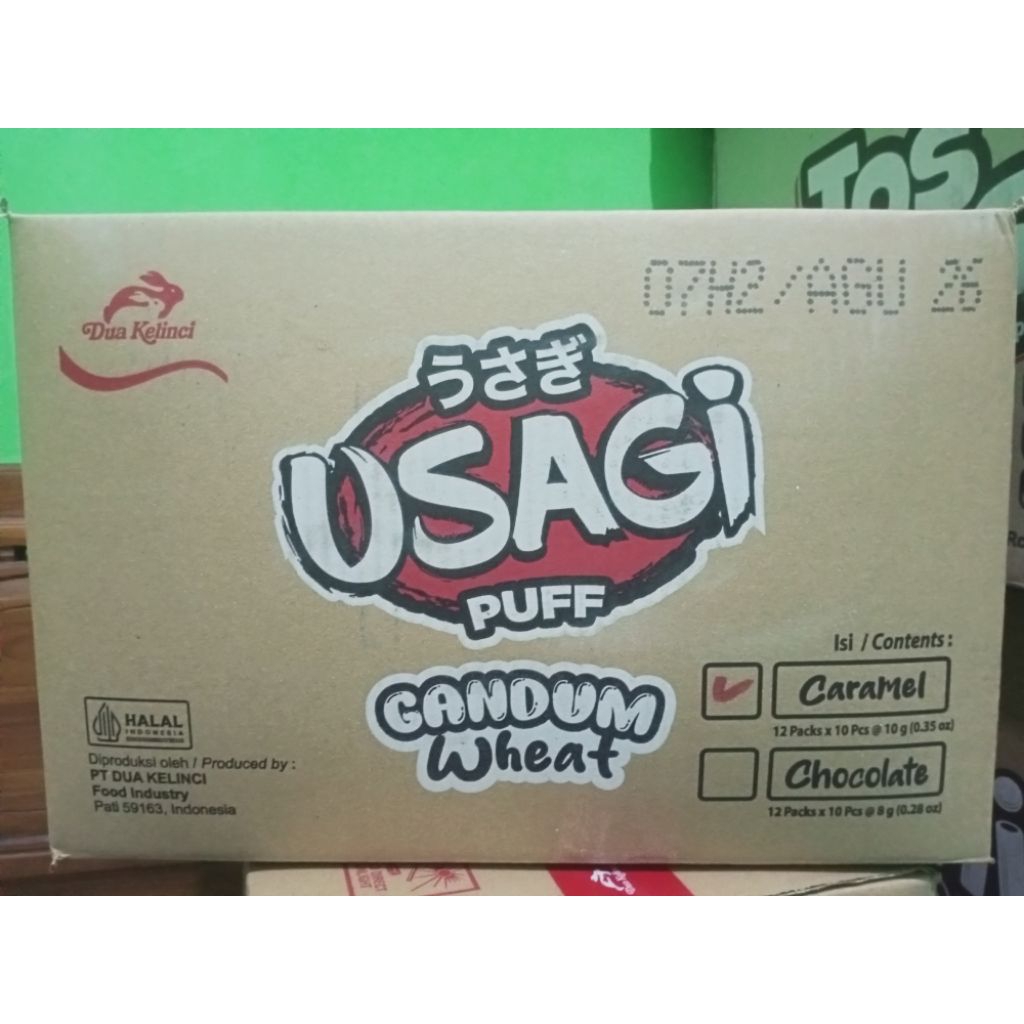 Dua Kelinci
07H2/AGU 26
うさぎ
USAGi
PUFF
GANDUM
Wheat
Isi / Contents :
Caramel
12 Packs x 10 Pcs @ 10 g (0.35 oz)
Chocolate
12 Packs x 10 Pcs @ 8 g (0.28 oz)
HALAL
INDONESIA
Diproduksi oleh / Produced by :
PT DUA KELINCI
Food Industry
Pati 59163, Indonesia
TOS